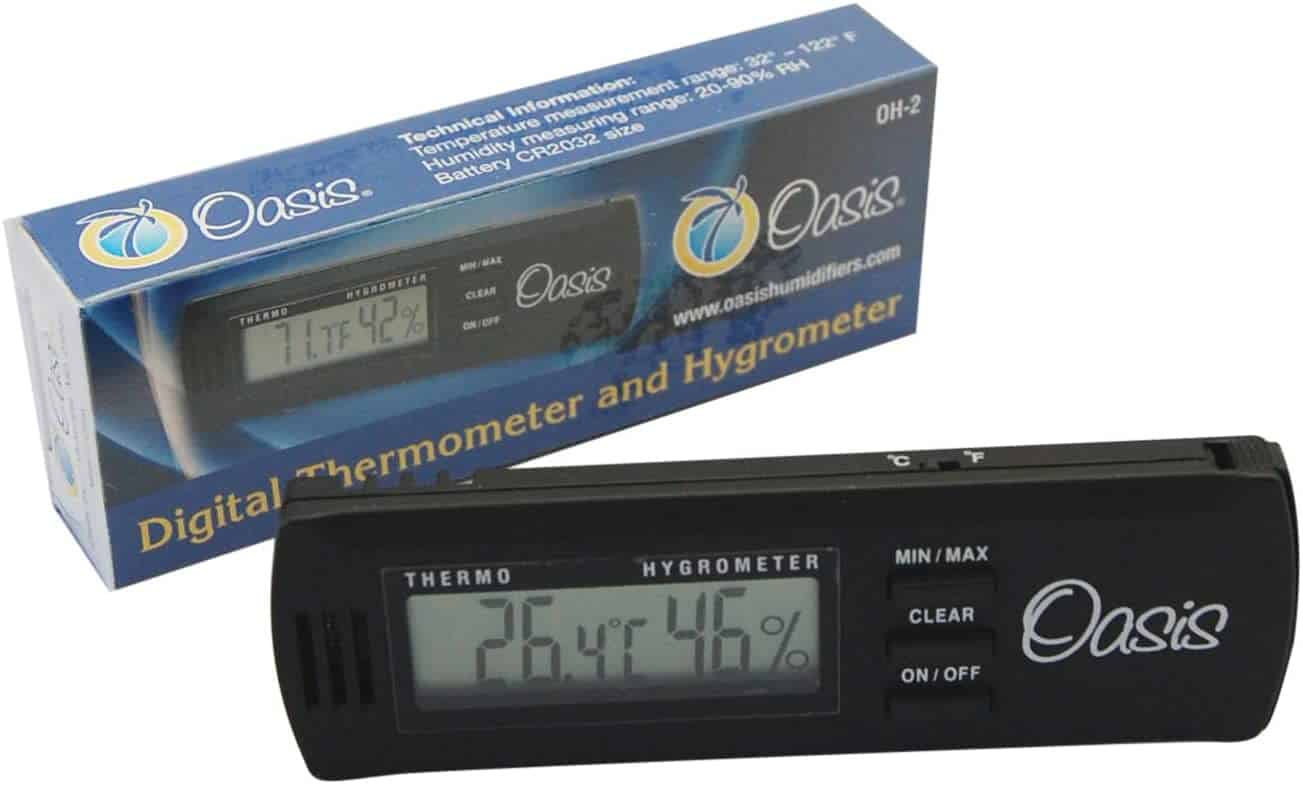 Technical Information:
Temperature measurement range: 32° - 122° F
Humidity measuring range: 20-90% RH
Battery CR2032 size
Oasis®
OH-2
Oasis®
www.oasishumidifiers.com
THERMO HYGROMETER
71.7°F 42%
MIN/MAX
CLEAR
ON/OFF
Oasis
Digital Thermometer and Hygrometer
°C °F
THERMO HYGROMETER
26.4°C 46%
MIN / MAX
CLEAR
ON / OFF
Oasis